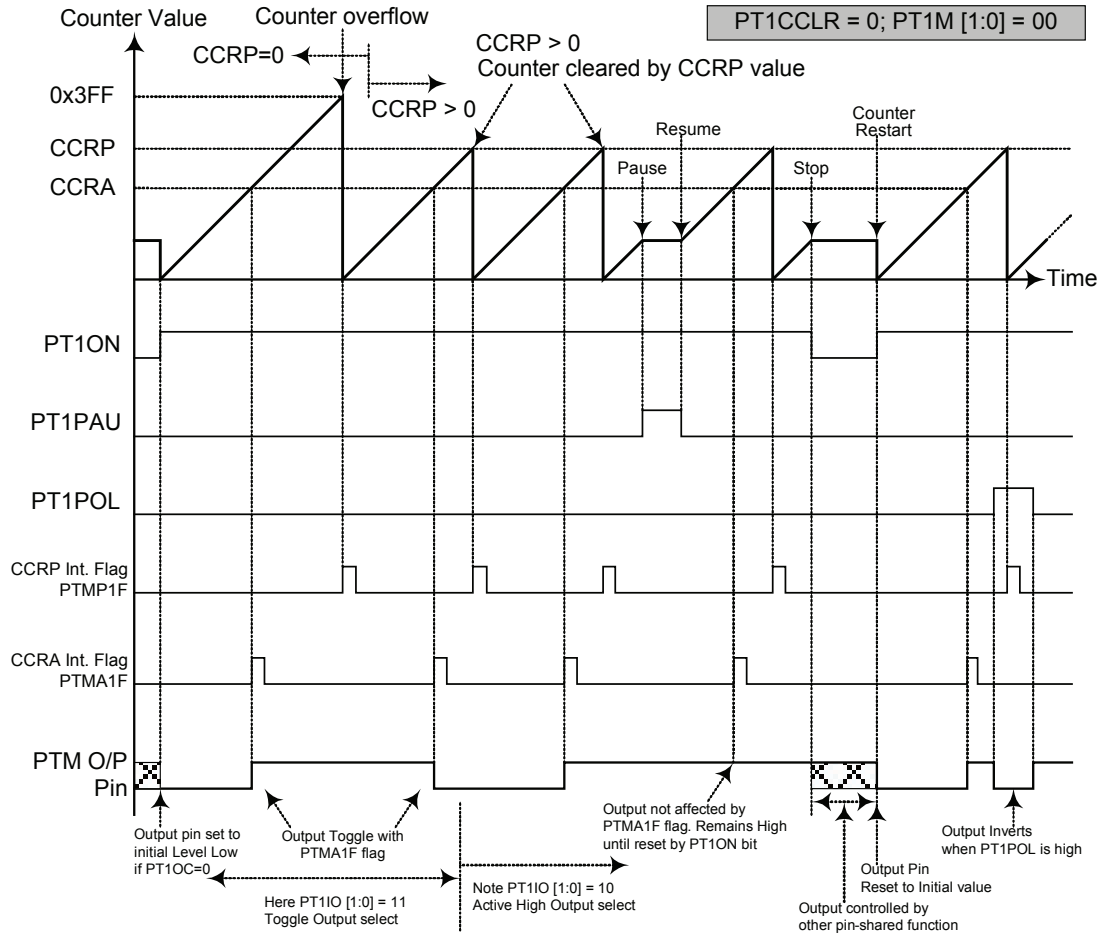 Counter Value
Counter overflow
PT1CCLR = 0; PT1M [1:0] = 00
CCRP=0
CCRP > 0
CCRP > 0
Counter cleared by CCRP value
0x3FF
CCRP
CCRA
Pause
Resume
Stop
Counter
Restart
Time
PT1ON
PT1PAU
PT1POL
CCRP Int. Flag
PTMP1F
CCRA Int. Flag
PTMA1F
PTM O/P
Pin
Output pin set to
initial Level Low
if PT1OC=0
Output Toggle with
PTMA1F flag
Here PT1IO [1:0] = 11
Toggle Output select
Note PT1IO [1:0] = 10
Active High Output select
Output not affected by
PTMA1F flag. Remains High
until reset by PT1ON bit
Output controlled by
other pin-shared function
Output Pin
Reset to Initial value
Output Inverts
when PT1POL is high